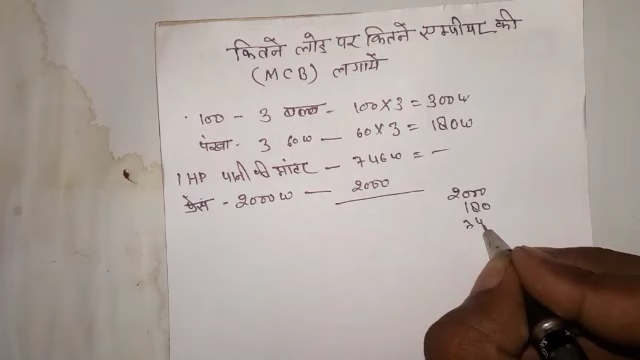 कितनें लोड पर कितनें एम्पीयर की
(MCB) लगायें
100 - 3 बल्ब - 100 X 3 = 300W
पंखा - 3 60W — 60 X 3 = 180W
1 HP पानी की मोटर — 746W = —
प्रेस - 2000W — 2000
2000
180
74